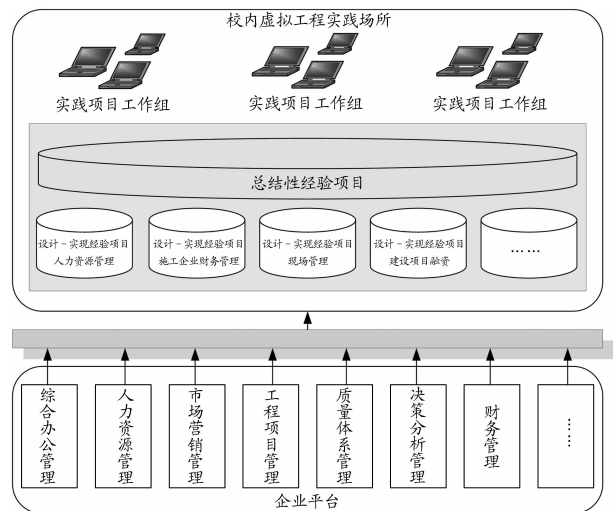 校内虚拟工程实践场所
实践项目工作组
实践项目工作组
实践项目工作组
总结性经验项目
设计-实现经验项目
人力资源管理
设计-实现经验项目
施工企业财务管理
设计-实现经验项目
现场管理
设计-实现经验项目
建设项目融资
……
综合办公管理
人力资源管理
市场营销管理
工程项目管理
质量体系管理
决策分析管理
财务管理
……
企业平台